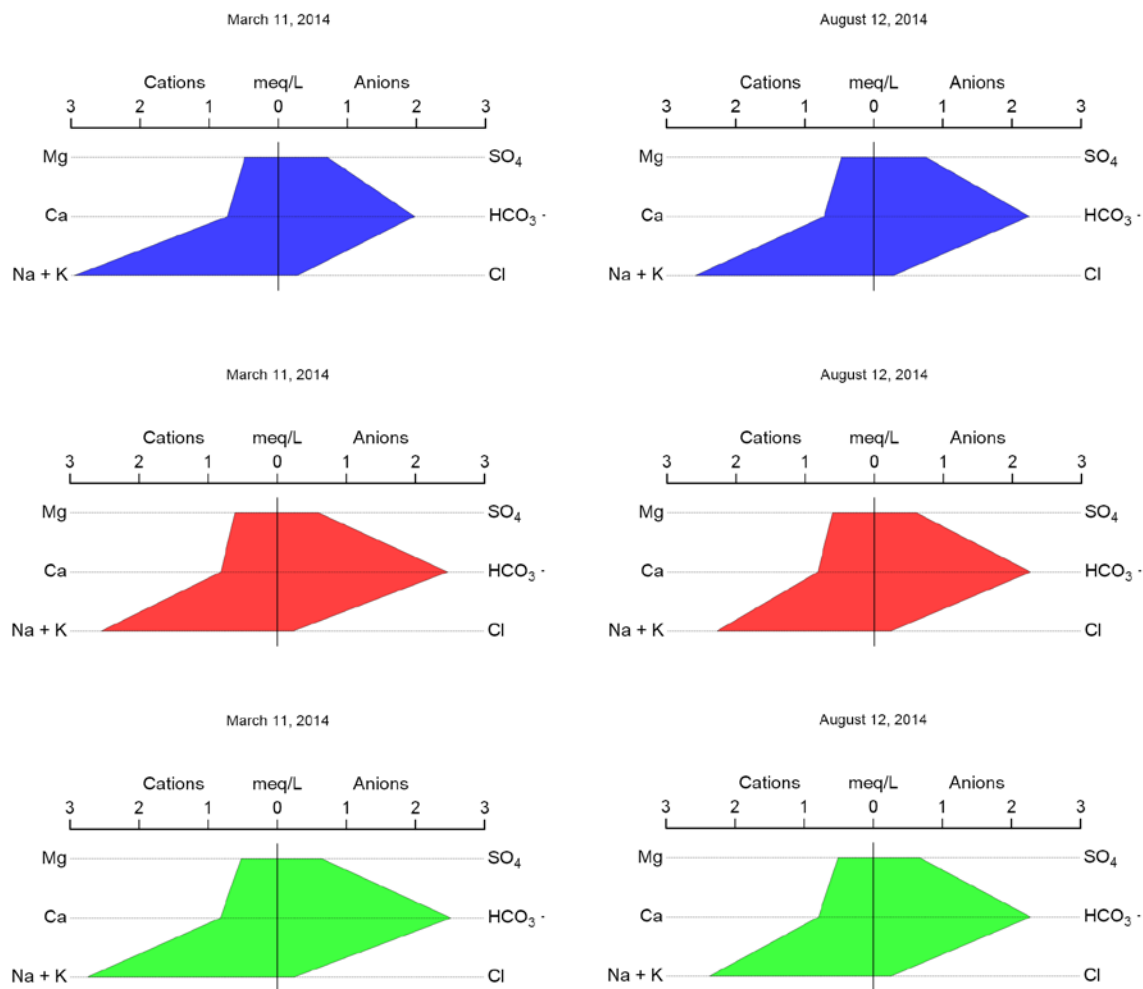 March 11, 2014
Cations meq/L Anions
3 2 1 0 1 2 3
Mg SO4
Ca HCO3 -
Na + K Cl
August 12, 2014
Cations meq/L Anions
3 2 1 0 1 2 3
Mg SO4
Ca HCO3 -
Na + K Cl
March 11, 2014
Cations meq/L Anions
3 2 1 0 1 2 3
Mg SO4
Ca HCO3 -
Na + K Cl
August 12, 2014
Cations meq/L Anions
3 2 1 0 1 2 3
Mg SO4
Ca HCO3 -
Na + K Cl
March 11, 2014
Cations meq/L Anions
3 2 1 0 1 2 3
Mg SO4
Ca HCO3 -
Na + K Cl
August 12, 2014
Cations meq/L Anions
3 2 1 0 1 2 3
Mg SO4
Ca HCO3 -
Na + K Cl